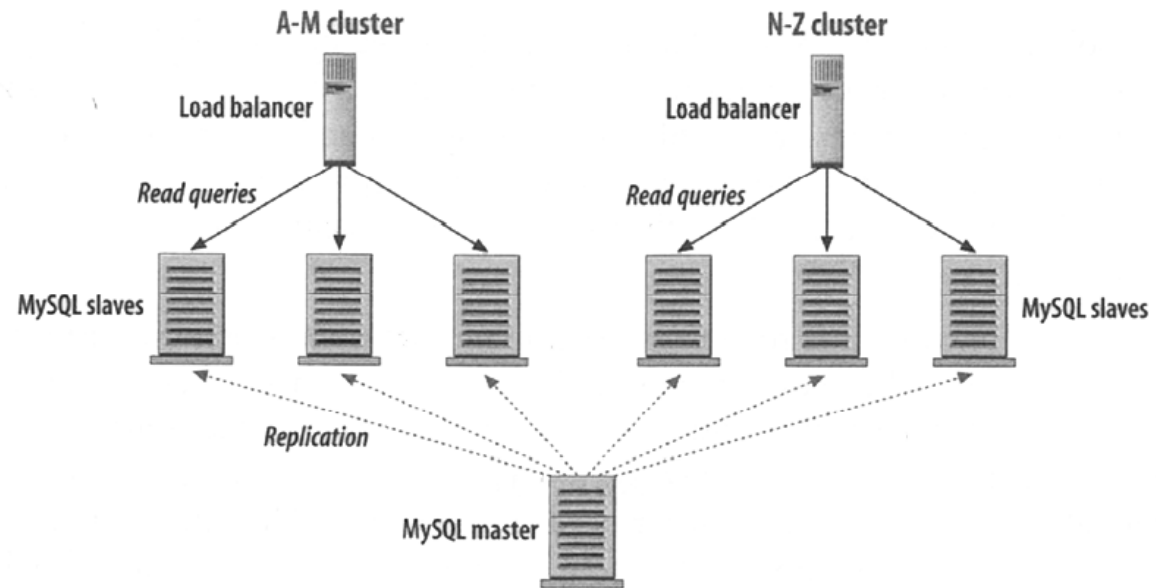 A-M cluster
N-Z cluster
Load balancer
Load balancer
Read queries
Read queries
MySQL slaves
MySQL slaves
Replication
MySQL master